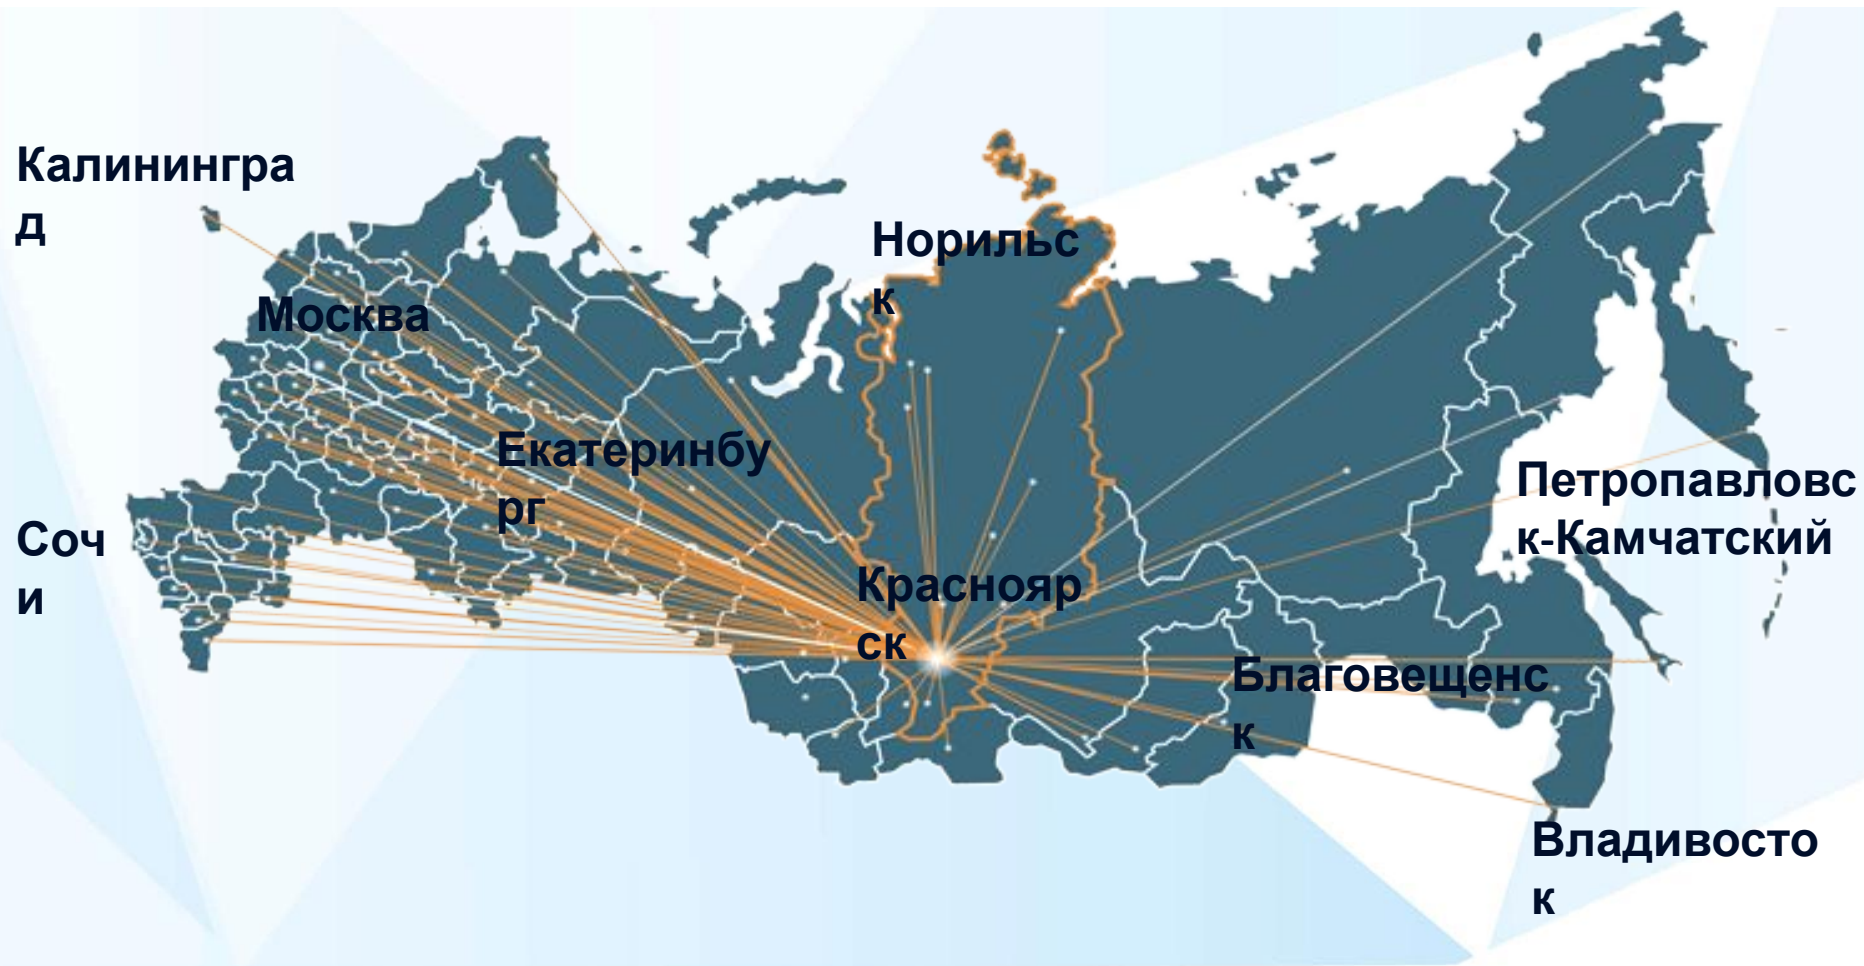 Калинингра
д
Норильс
к
Москва
Екатеринбу
рг
Петропавловс
к-Камчатский
Соч
и
Краснояр
ск
Благовещенс
к
Владивосто
к